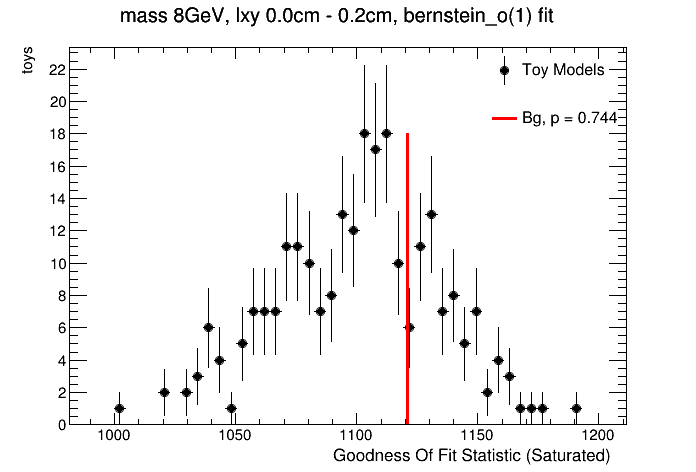 mass 8GeV, lxy 0.0cm - 0.2cm, bernstein_o(1) fit
toys
Toy Models
Bg, p = 0.744
22
20
18
16
14
12
10
8
6
4
2
0
1000 1050 1100 1150 1200
Goodness Of Fit Statistic (Saturated)